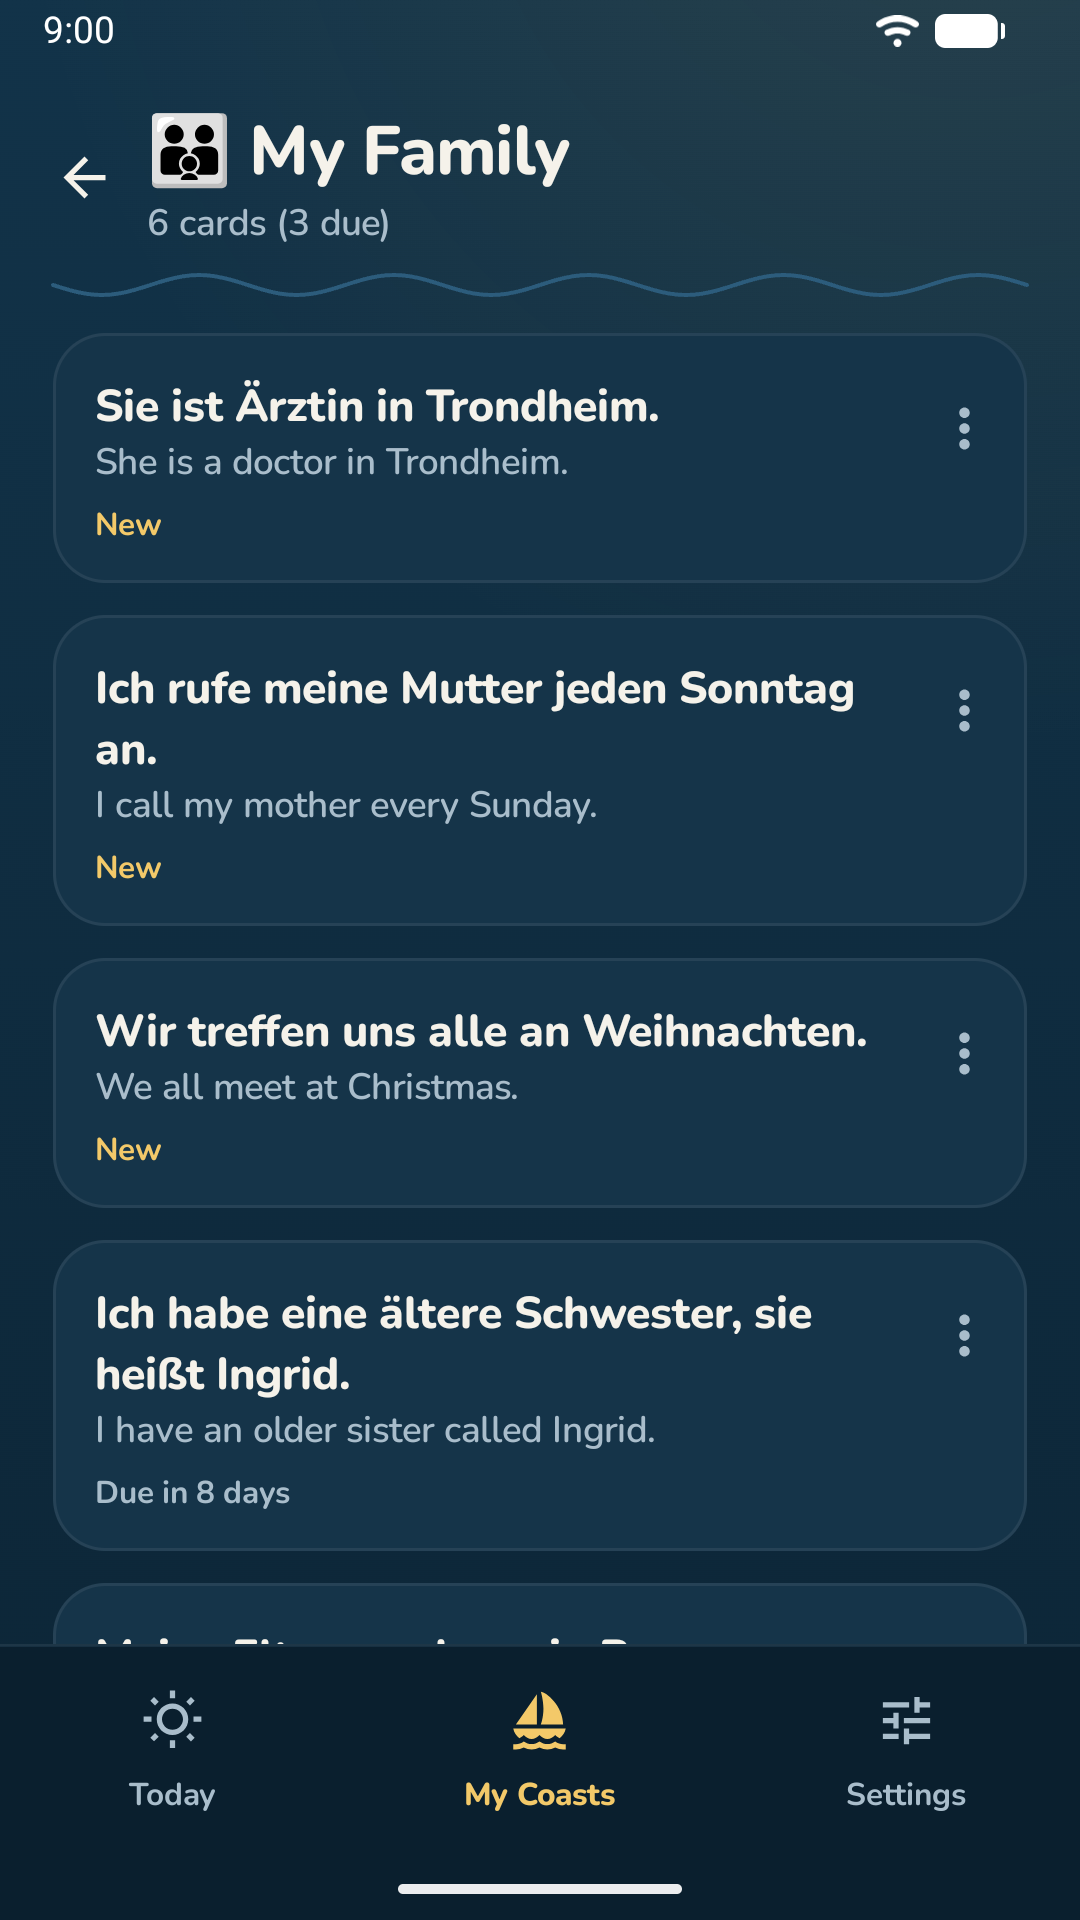 9:00
My Family
6 cards (3 due)
Sie ist Ärztin in Trondheim.
She is a doctor in Trondheim.
New
Ich rufe meine Mutter jeden Sonntag
an.
I call my mother every Sunday.
New
Wir treffen uns alle an Weihnachten.
We all meet at Christmas.
New
Ich habe eine ältere Schwester, sie
heißt Ingrid.
I have an older sister called Ingrid.
Due in 8 days
Today
My Coasts
Settings